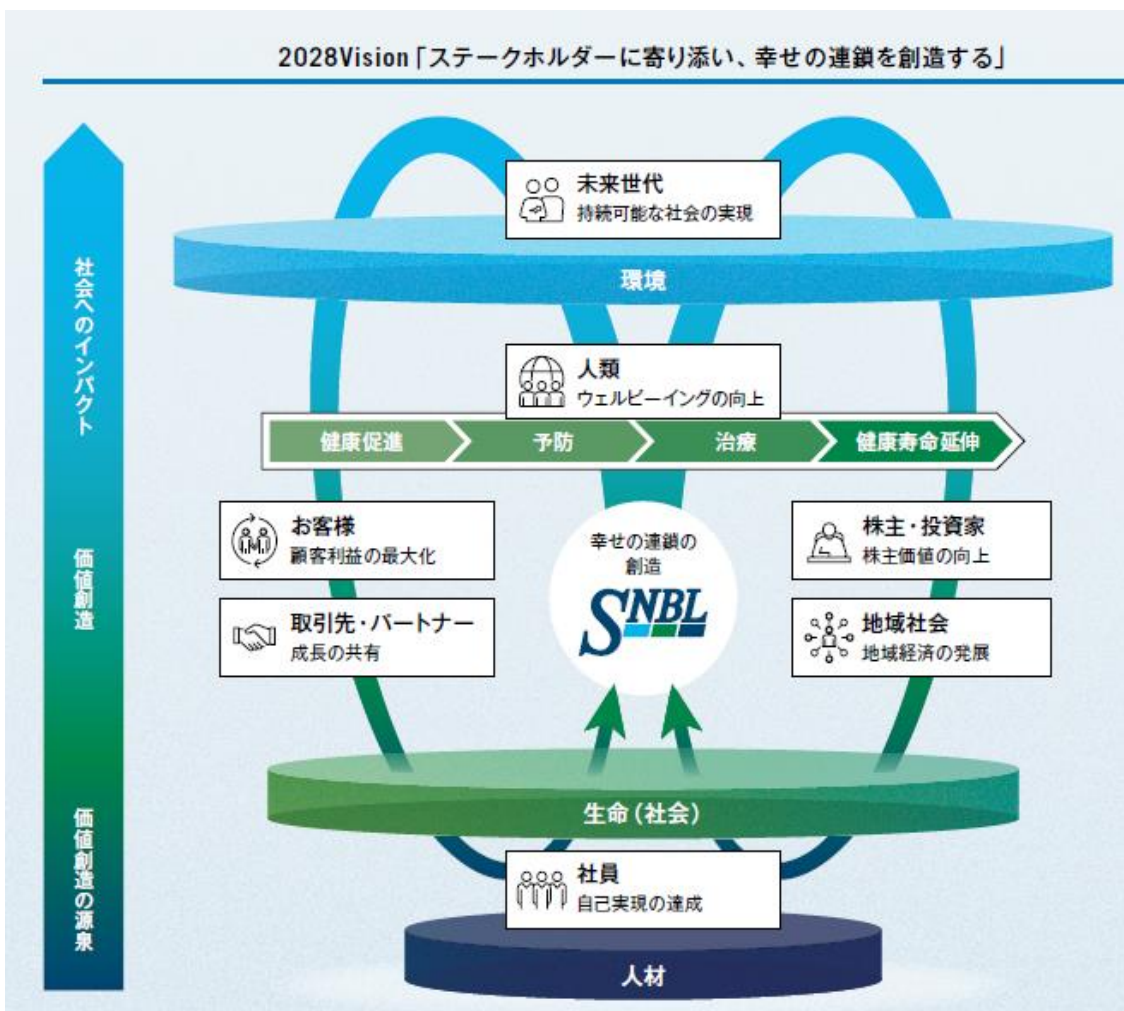 2028Vision「ステークホルダーに寄り添い、幸せの連鎖を創造する」
社会へのインパクト
価値創造
価値創造の源泉
未来世代
持続可能な社会の実現
環境
人類
ウェルビーイングの向上
健康促進
予防
治療
健康寿命延伸
お客様
顧客利益の最大化
取引先・パートナー
成長の共有
幸せの連鎖の
創造
SNBL
株主・投資家
株主価値の向上
地域社会
地域経済の発展
生命（社会）
社員
自己実現の達成
人材